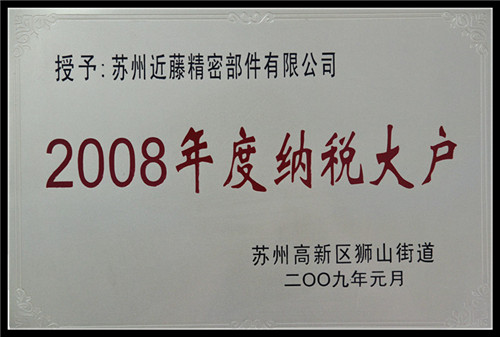 授予:苏州近藤精密部件有限公司
2008年度纳税大户
苏州高新区狮山街道
二〇〇九年元月